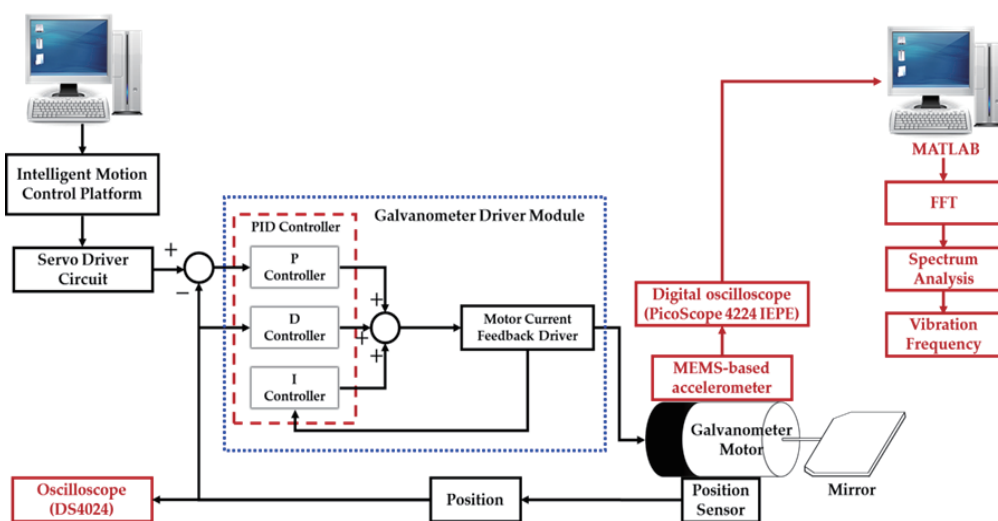 Intelligent Motion
Control Platform
Servo Driver
Circuit
+
−
Galvanometer Driver Module
PID Controller
P
Controller
D
Controller
I
Controller
+
+
+
Motor Current
Feedback Driver
Digital oscilloscope
(PicoScope 4224 IEPE)
MEMS-based
accelerometer
Galvanometer
Motor
Mirror
Position
Sensor
Position
Oscilloscope
(DS4024)
MATLAB
FFT
Spectrum
Analysis
Vibration
Frequency